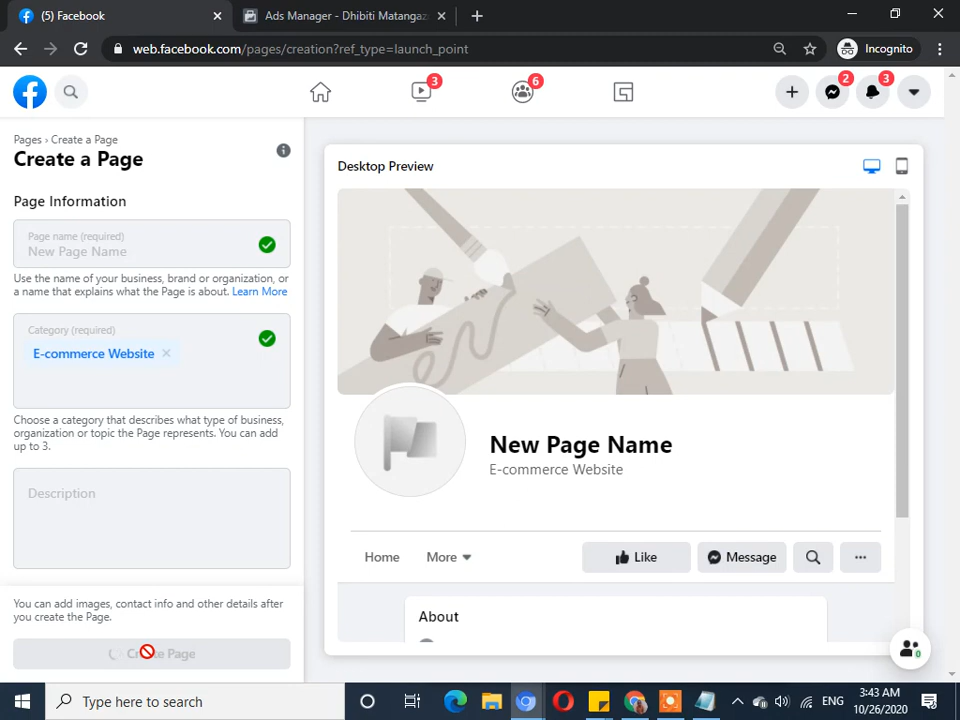 (5) Facebook
Ads Manager - Dhibiti Matangaz
web.facebook.com/pages/creation?ref_type=launch_point
Incognito
3
6
2
3
Pages › Create a Page
Create a Page
Page Information
Page name (required)
New Page Name
Use the name of your business, brand or organization, or
a name that explains what the Page is about. Learn More
Category (required)
E-commerce Website
Choose a category that describes what type of business,
organization or topic the Page represents. You can add
up to 3.
Description
You can add images, contact info and other details after
you create the Page.
Create Page
Desktop Preview
New Page Name
E-commerce Website
Home
More
Like
Message
About
0
Type here to search
ENG
3:43 AM
10/26/2020